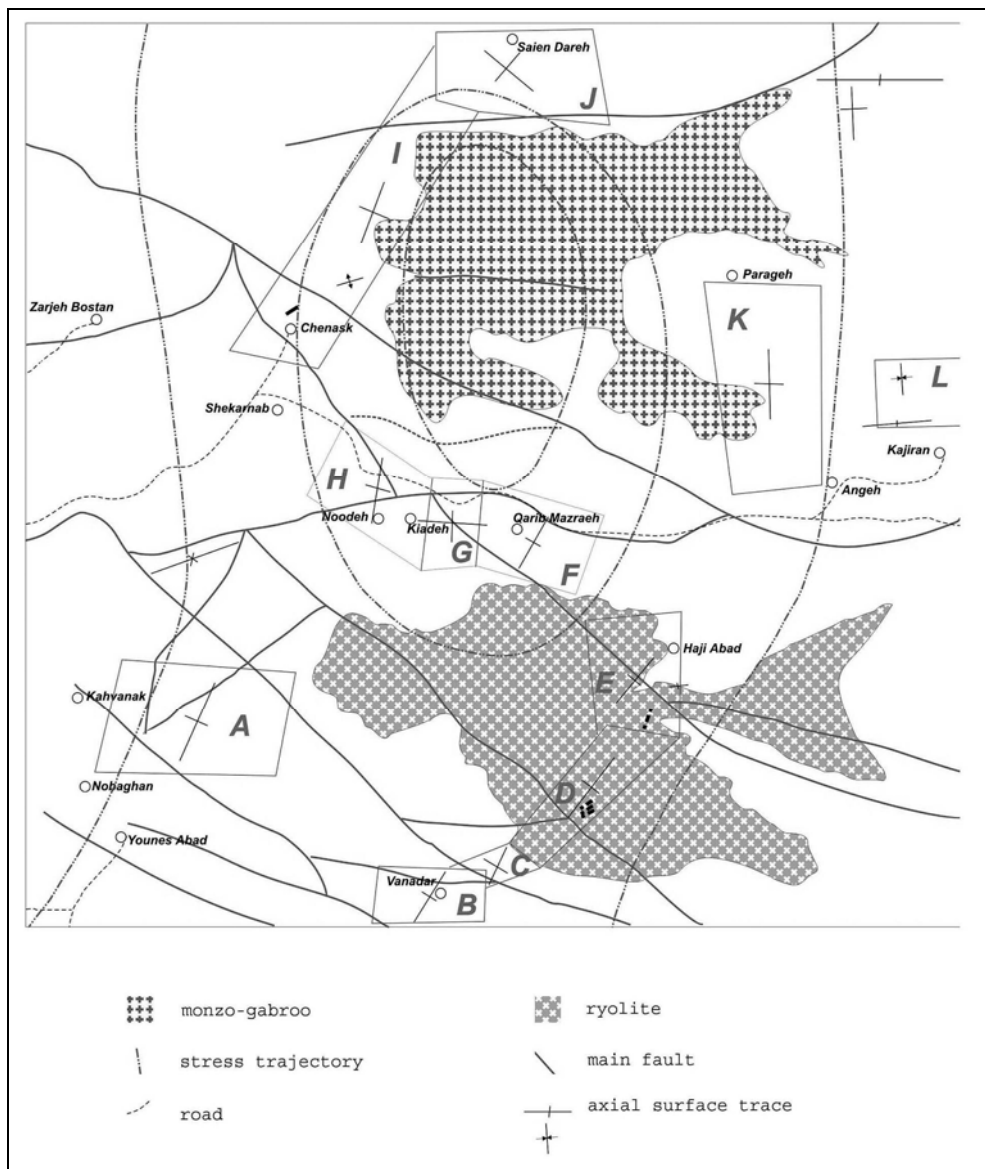 Saien Dareh
J
I
Parageh
Zarjeh Bostan
Chenask
K
L
Shekarnab
Kajiran
H
Angeh
Noodeh
Kiadeh
Qarib Mazraeh
G
F
Haji Abad
E
Kahvanak
A
Nobaghan
D
Younes Abad
C
Vanadar
B
monzo-gabroo
ryolite
stress trajectory
main fault
road
axial surface trace